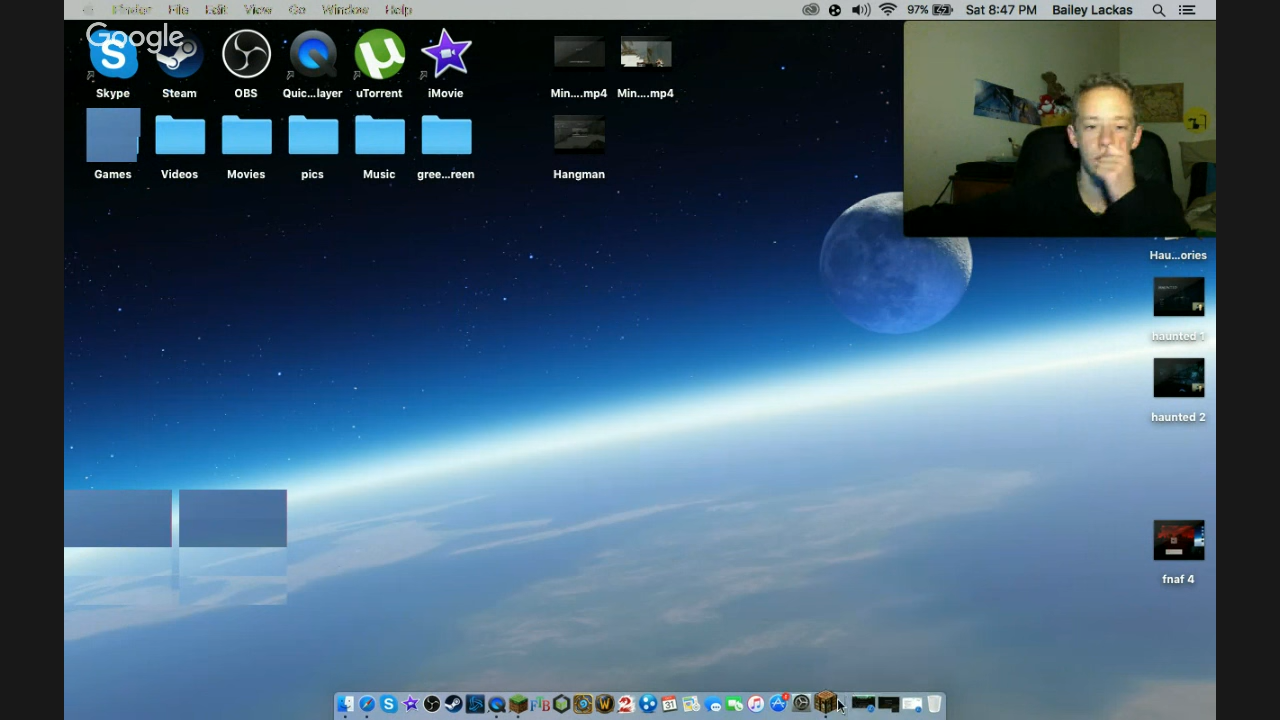 Finder File Edit View Go Window Help 97% Sat 8:47 PM Bailey Lackas
Google
Skype Steam OBS Quic...layer uTorrent iMovie Min....mp4 Min....mp4
Games Videos Movies pics Music gree...reen Hangman
Hau...ories
haunted 1
haunted 2
fnaf 4